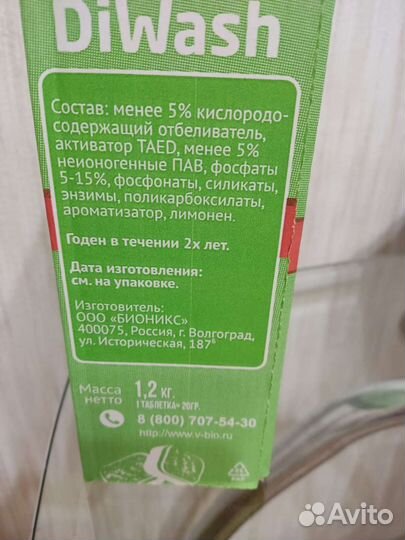 DiWash
Состав: менее 5% кислородо-
содержащий отбеливатель,
активатор TAED, менее 5%
неионогенные ПАВ, фосфаты
5-15%, фосфонаты, силикаты,
энзимы, поликарбоксилаты,
ароматизатор, лимонен.
Годен в течении 2х лет.
Дата изготовления:
см. на упаковке.
Изготовитель:
ООО «БИОНИКС»
400075, Россия, г. Волгоград,
ул. Историческая, 187⁶
Масса
нетто
1,2 кг.
1 ТАБЛЕТКА= 20ГР.
8 (800) 707-54-30
http://www.v-bio.ru
PAP
Avito